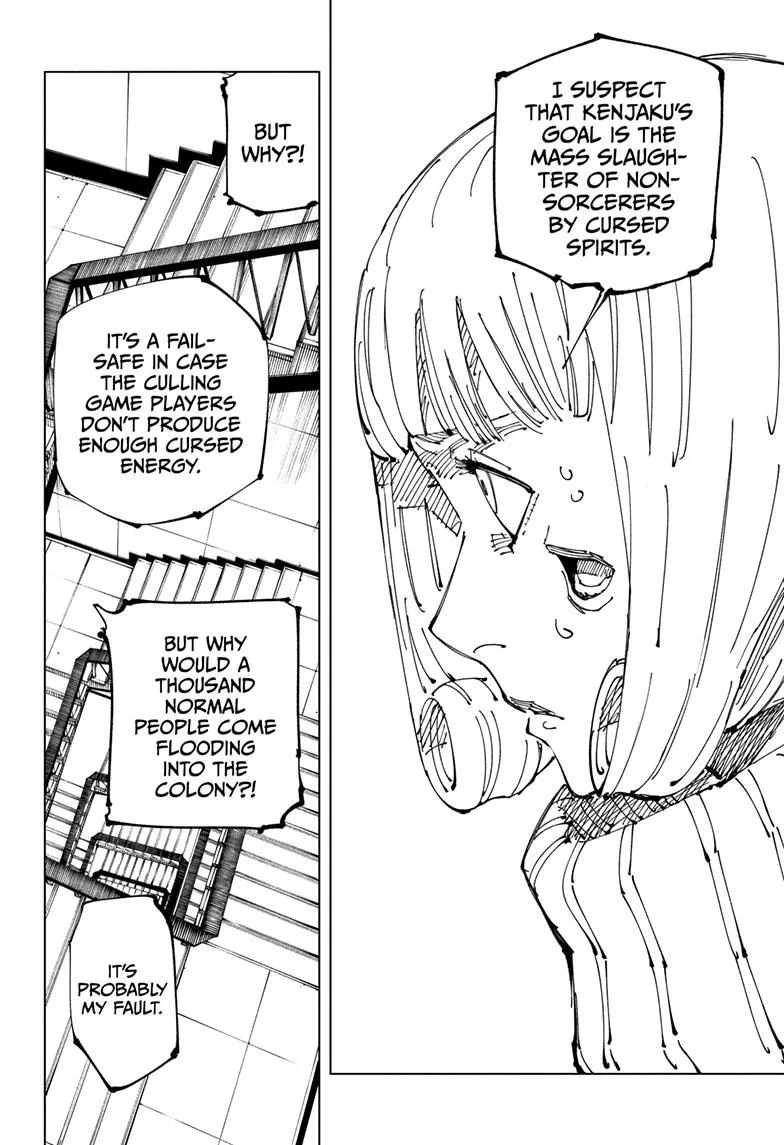 I SUSPECT
THAT KENJAKU'S
GOAL IS THE
MASS SLAUGH-
TER OF NON-
SORCERERS
BY CURSED
SPIRITS.
BUT
WHY?!
IT'S A FAIL-
SAFE IN CASE
THE CULLING
GAME PLAYERS
DON'T PRODUCE
ENOUGH CURSED
ENERGY.
BUT WHY
WOULD A
THOUSAND
NORMAL
PEOPLE COME
FLOODING
INTO THE
COLONY?!
IT'S
PROBABLY
MY FAULT.